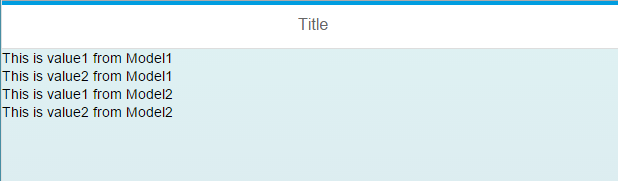 Title
This is value1 from Model1
This is value2 from Model1
This is value1 from Model2
This is value2 from Model2